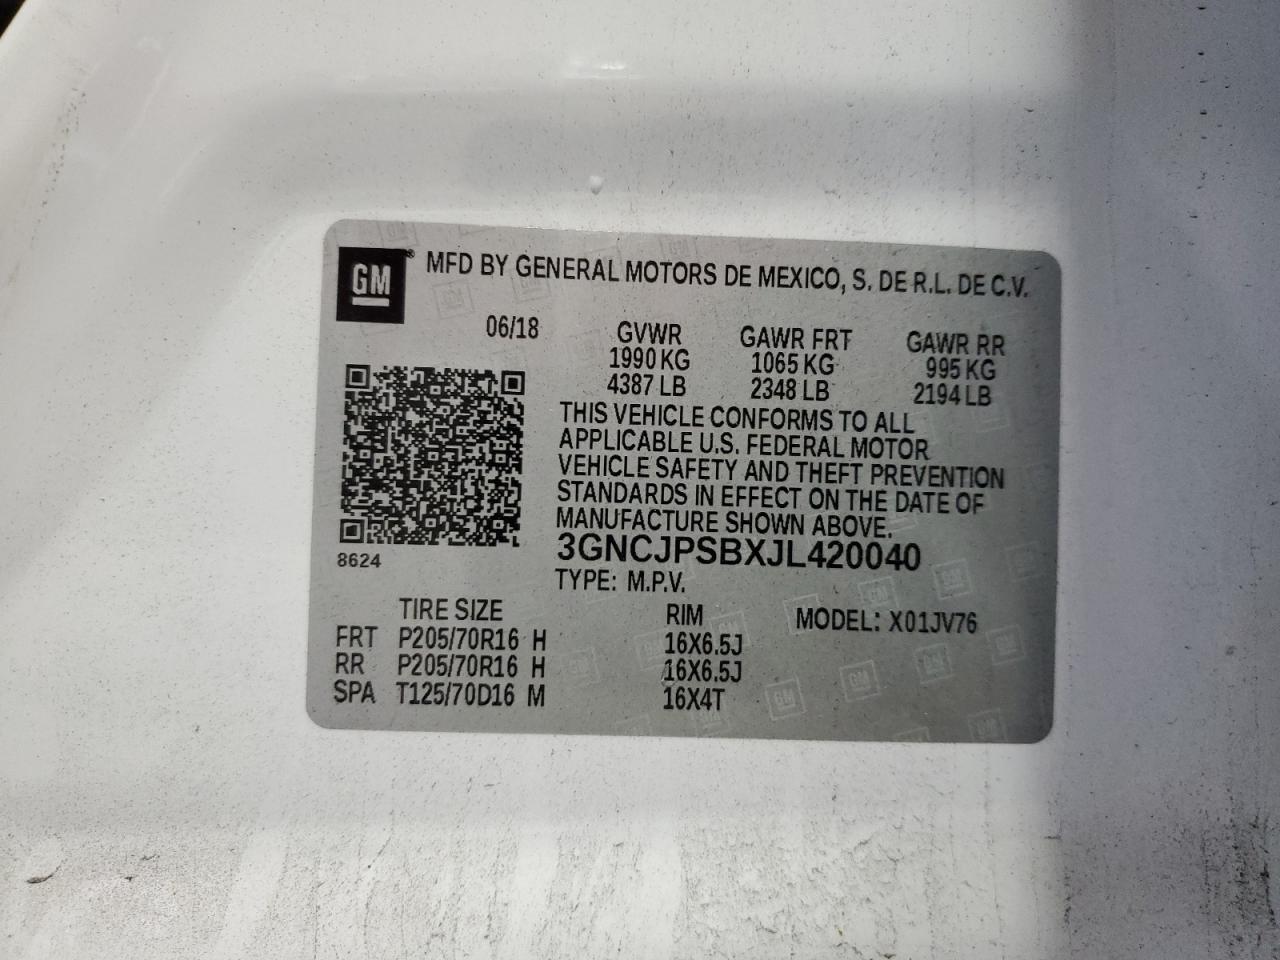 GM ® MFD BY GENERAL MOTORS DE MEXICO, S. DE R.L. DE C.V.
06/18 GVWR GAWR FRT GAWR RR
1990 KG 1065 KG 995 KG
4387 LB 2348 LB 2194 LB
THIS VEHICLE CONFORMS TO ALL
APPLICABLE U.S. FEDERAL MOTOR
VEHICLE SAFETY AND THEFT PREVENTION
STANDARDS IN EFFECT ON THE DATE OF
MANUFACTURE SHOWN ABOVE.
3GNCJPSBXJL420040
8624
TYPE: M.P.V.
TIRE SIZE RIM MODEL: X01JV76
FRT P205/70R16 H 16X6.5J
RR P205/70R16 H 16X6.5J
SPA T125/70D16 M 16X4T